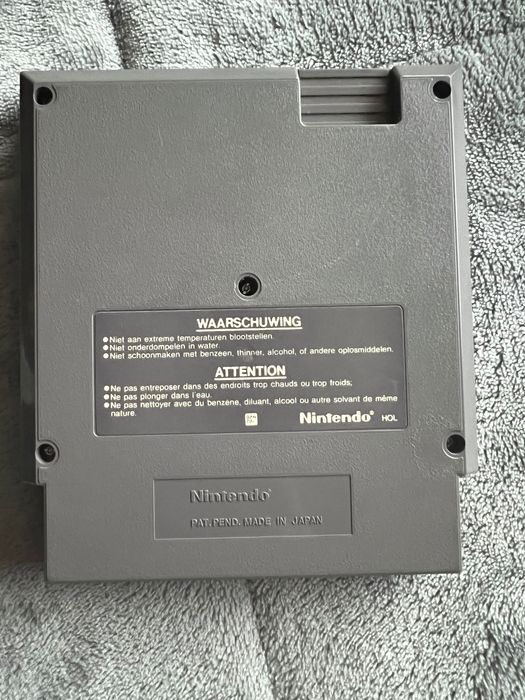 WAARSCHUWING
● Niet aan extreme temperaturen blootstellen.
● Niet onderdompelen in water.
● Niet schoonmaken met benzeen, thinner, alcohol, of andere oplosmiddelen.
ATTENTION
● Ne pas entreposer dans des endroits trop chauds ou trop froids;
● Ne pas plonger dans l'eau.
● Ne pas nettoyer avec du benzène, diluant, alcool ou autre solvant de même
nature.
Nintendo® HOL
Nintendo®
PAT. PEND. MADE IN JAPAN